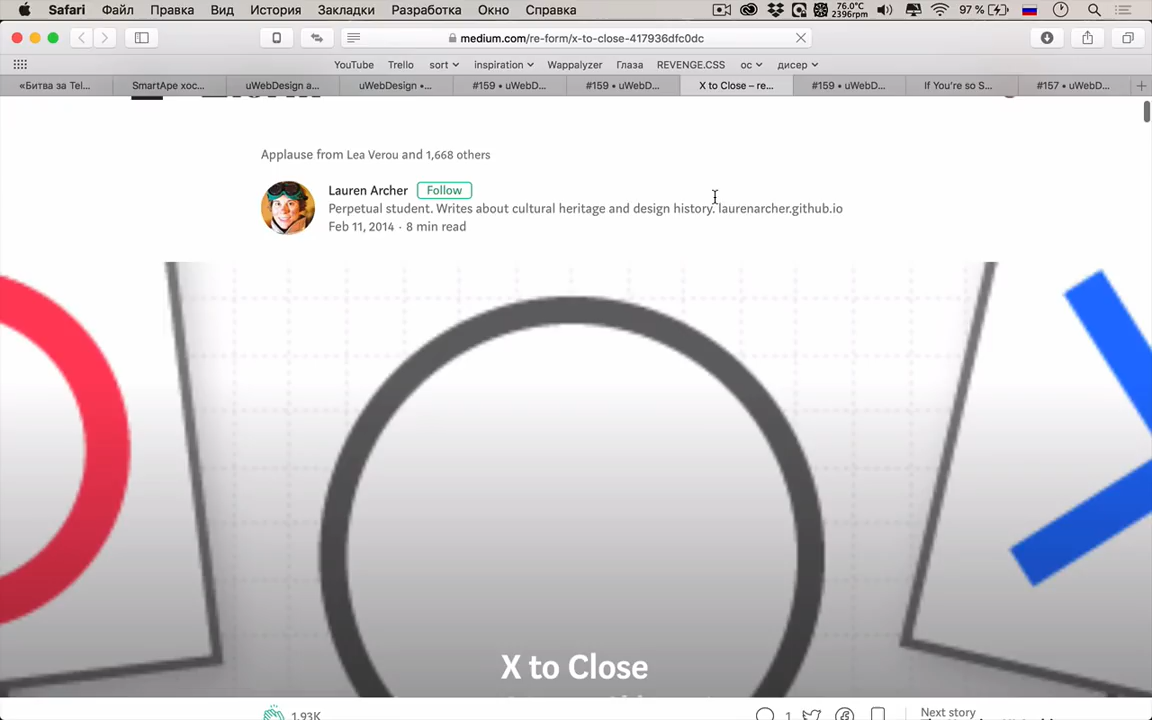 Safari Файл Правка Вид История Закладки Разработка Окно Справка 76.0°C 2396rpm 97 %
medium.com/re-form/x-to-close-417936dfc0dc
YouTube Trello sort inspiration Wappalyzer Глаза REVENGE.CSS ос дисер
«Битва за Tel... SmartApe хос... uWebDesign a... uWebDesign •... #159 • uWebD... #159 • uWebD... X to Close – re... #159 • uWebD... If You're so S... #157 • uWebD...
Applause from Lea Verou and 1,668 others
Lauren Archer Follow
Perpetual student. Writes about cultural heritage and design history. laurenarcher.github.io
Feb 11, 2014 · 8 min read
X to Close
1.93K 1 Next story